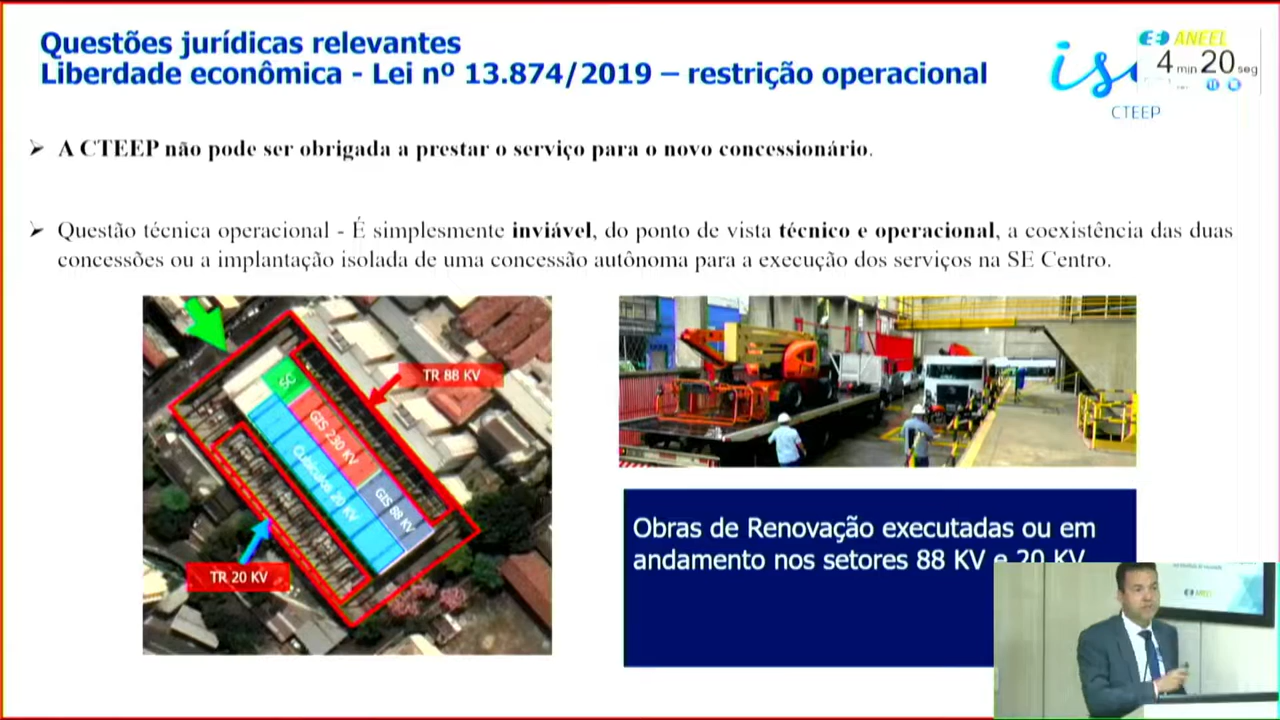 Questões jurídicas relevantes
Liberdade econômica - Lei nº 13.874/2019 – restrição operacional
ANEEL
4 min 20 seg
CTEEP
A CTEEP não pode ser obrigada a prestar o serviço para o novo concessionário.
Questão técnica operacional - É simplesmente inviável, do ponto de vista técnico e operacional, a coexistência das duas
concessões ou a implantação isolada de uma concessão autônoma para a execução dos serviços na SE Centro.
TR 88 KV
SC
GIS 230 KV
Cubículos 20 KV
GIS 88 KV
TR 20 KV
Obras de Renovação executadas ou em
andamento nos setores 88 KV e 20 KV
ANEEL